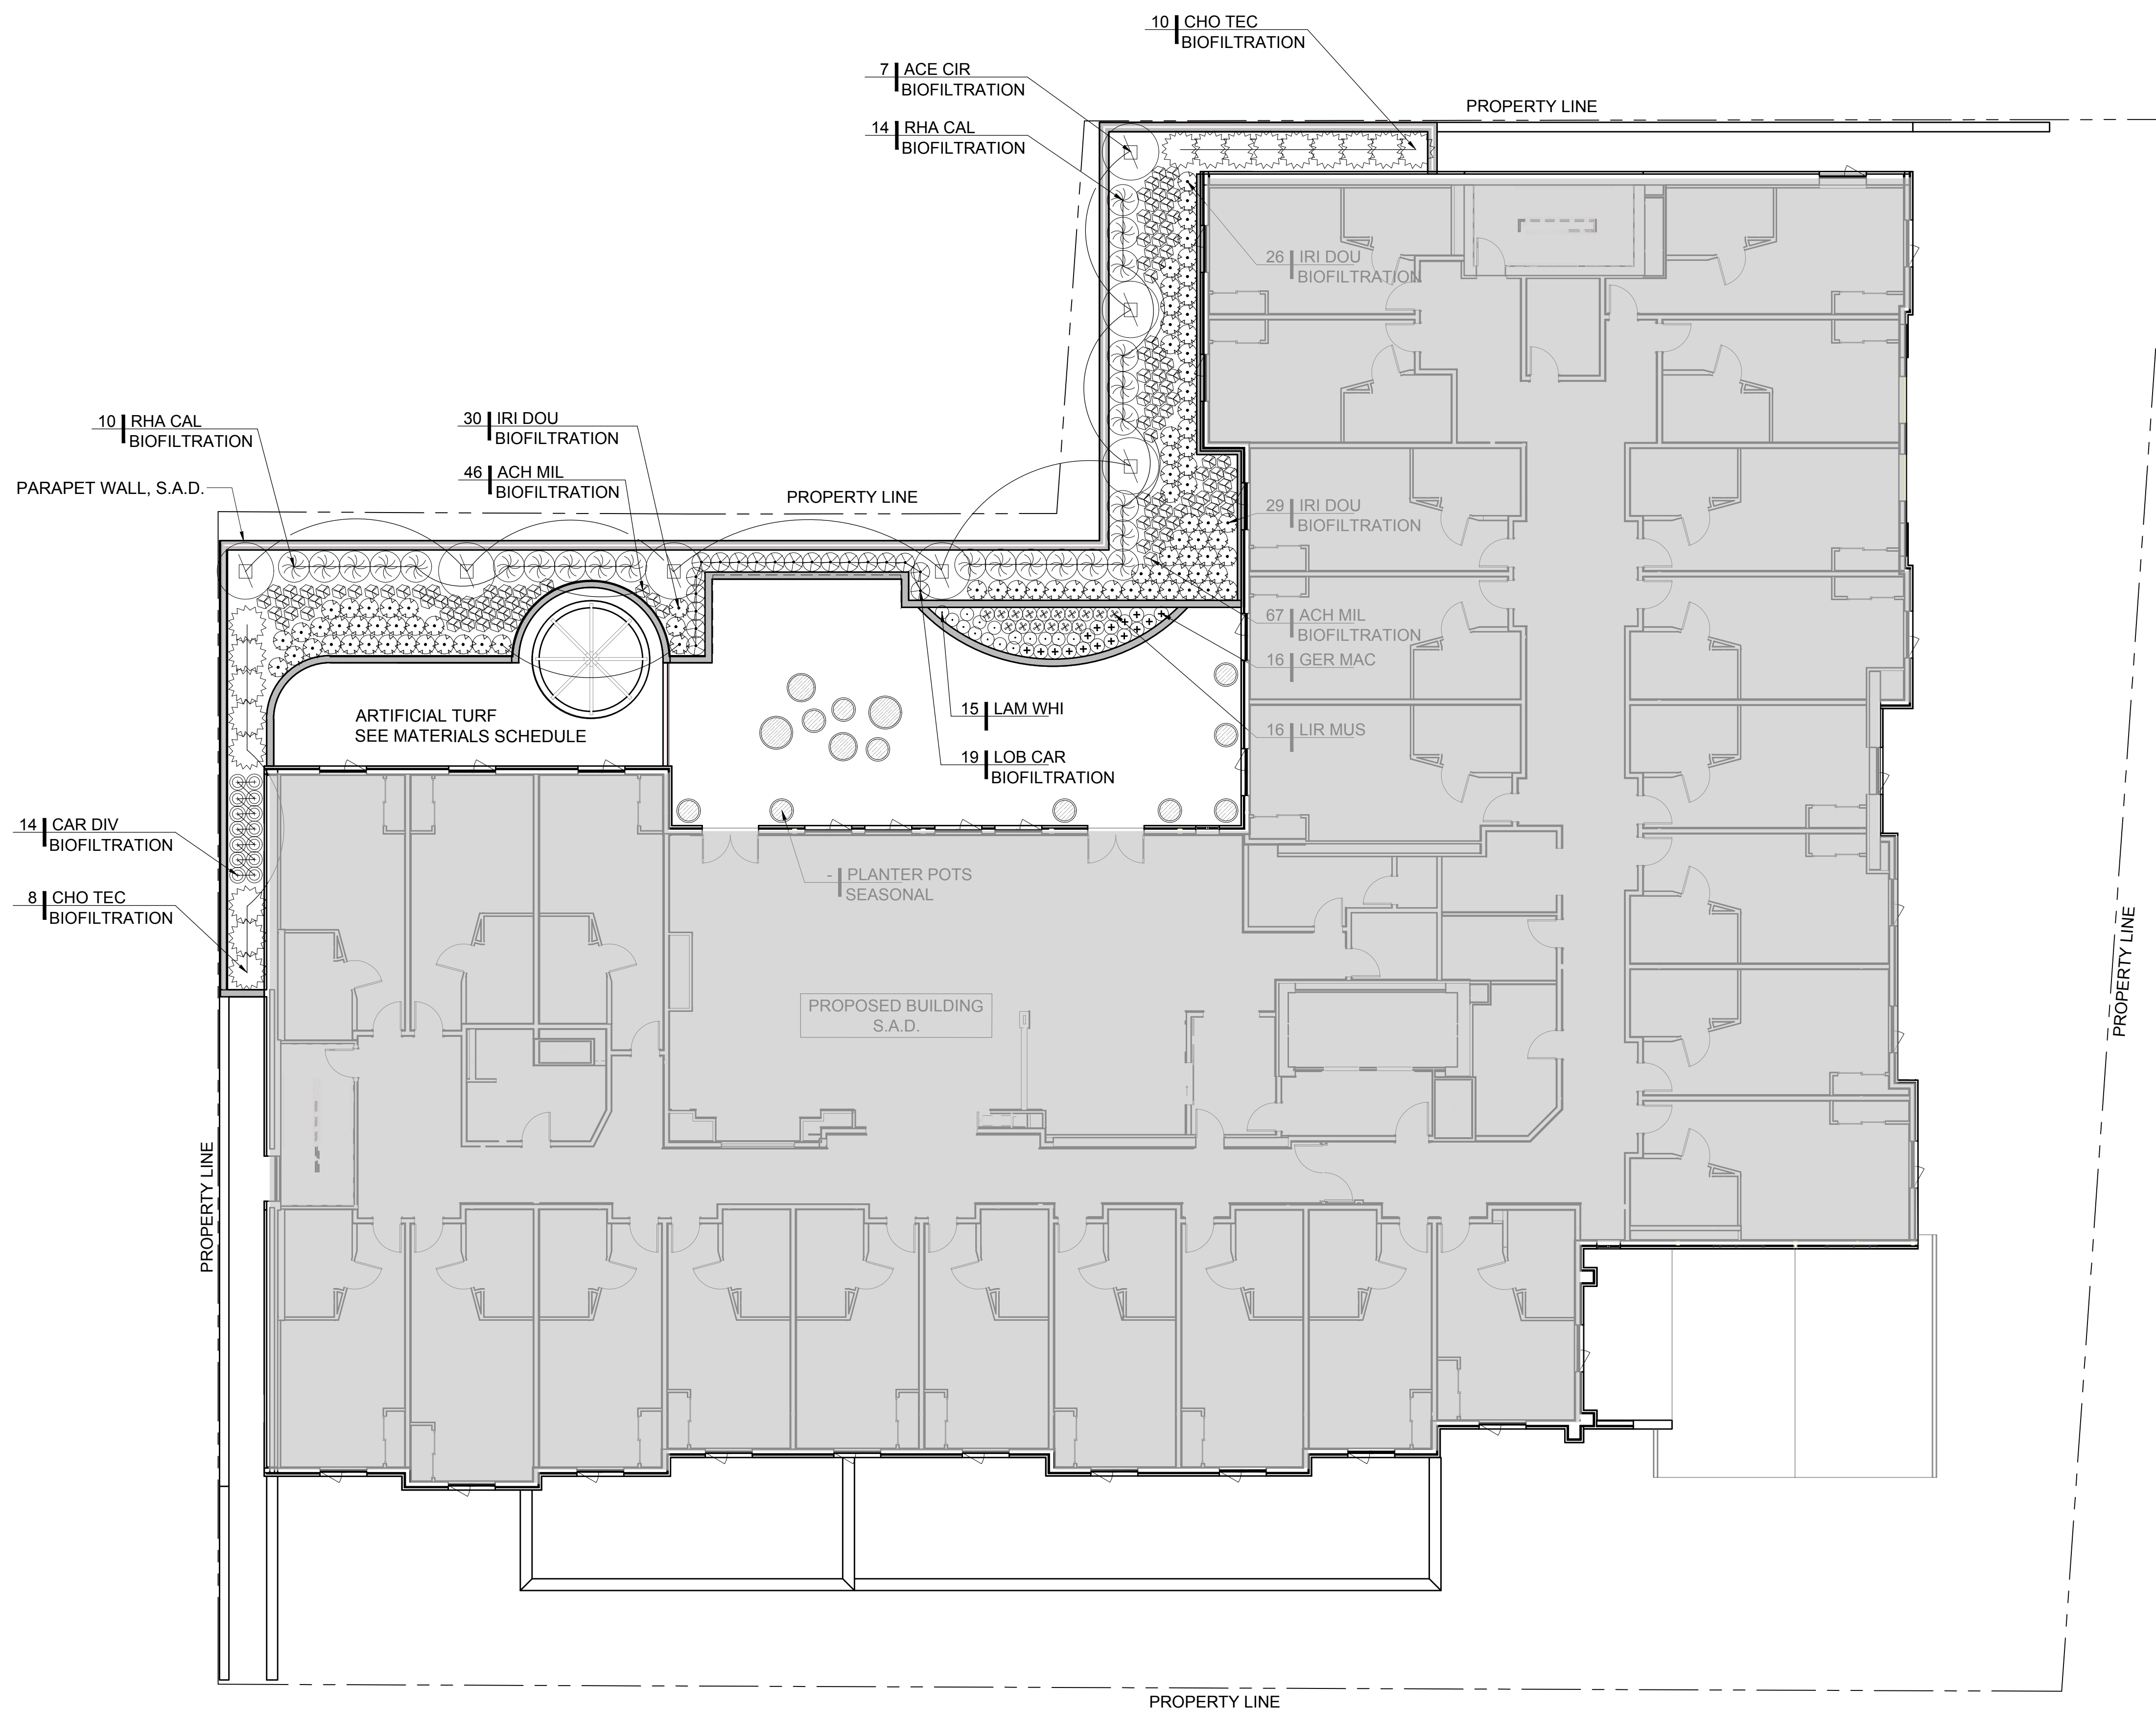 10 CHO TEC
BIOFILTRATION
7 ACE CIR
BIOFILTRATION
PROPERTY LINE
14 RHA CAL
BIOFILTRATION
26 IRI DOU
BIOFILTRATION
10 RHA CAL
BIOFILTRATION
30 IRI DOU
BIOFILTRATION
46 ACH MIL
BIOFILTRATION
PARAPET WALL, S.A.D.
PROPERTY LINE
29 IRI DOU
BIOFILTRATION
67 ACH MIL
BIOFILTRATION
16 GER MAC
15 LAM WHI
ARTIFICIAL TURF
SEE MATERIALS SCHEDULE
16 LIR MUS
19 LOB CAR
BIOFILTRATION
14 CAR DIV
BIOFILTRATION
- PLANTER POTS
SEASONAL
8 CHO TEC
BIOFILTRATION
PROPERTY LINE
PROPOSED BUILDING
S.A.D.
PROPERTY LINE
PROPERTY LINE